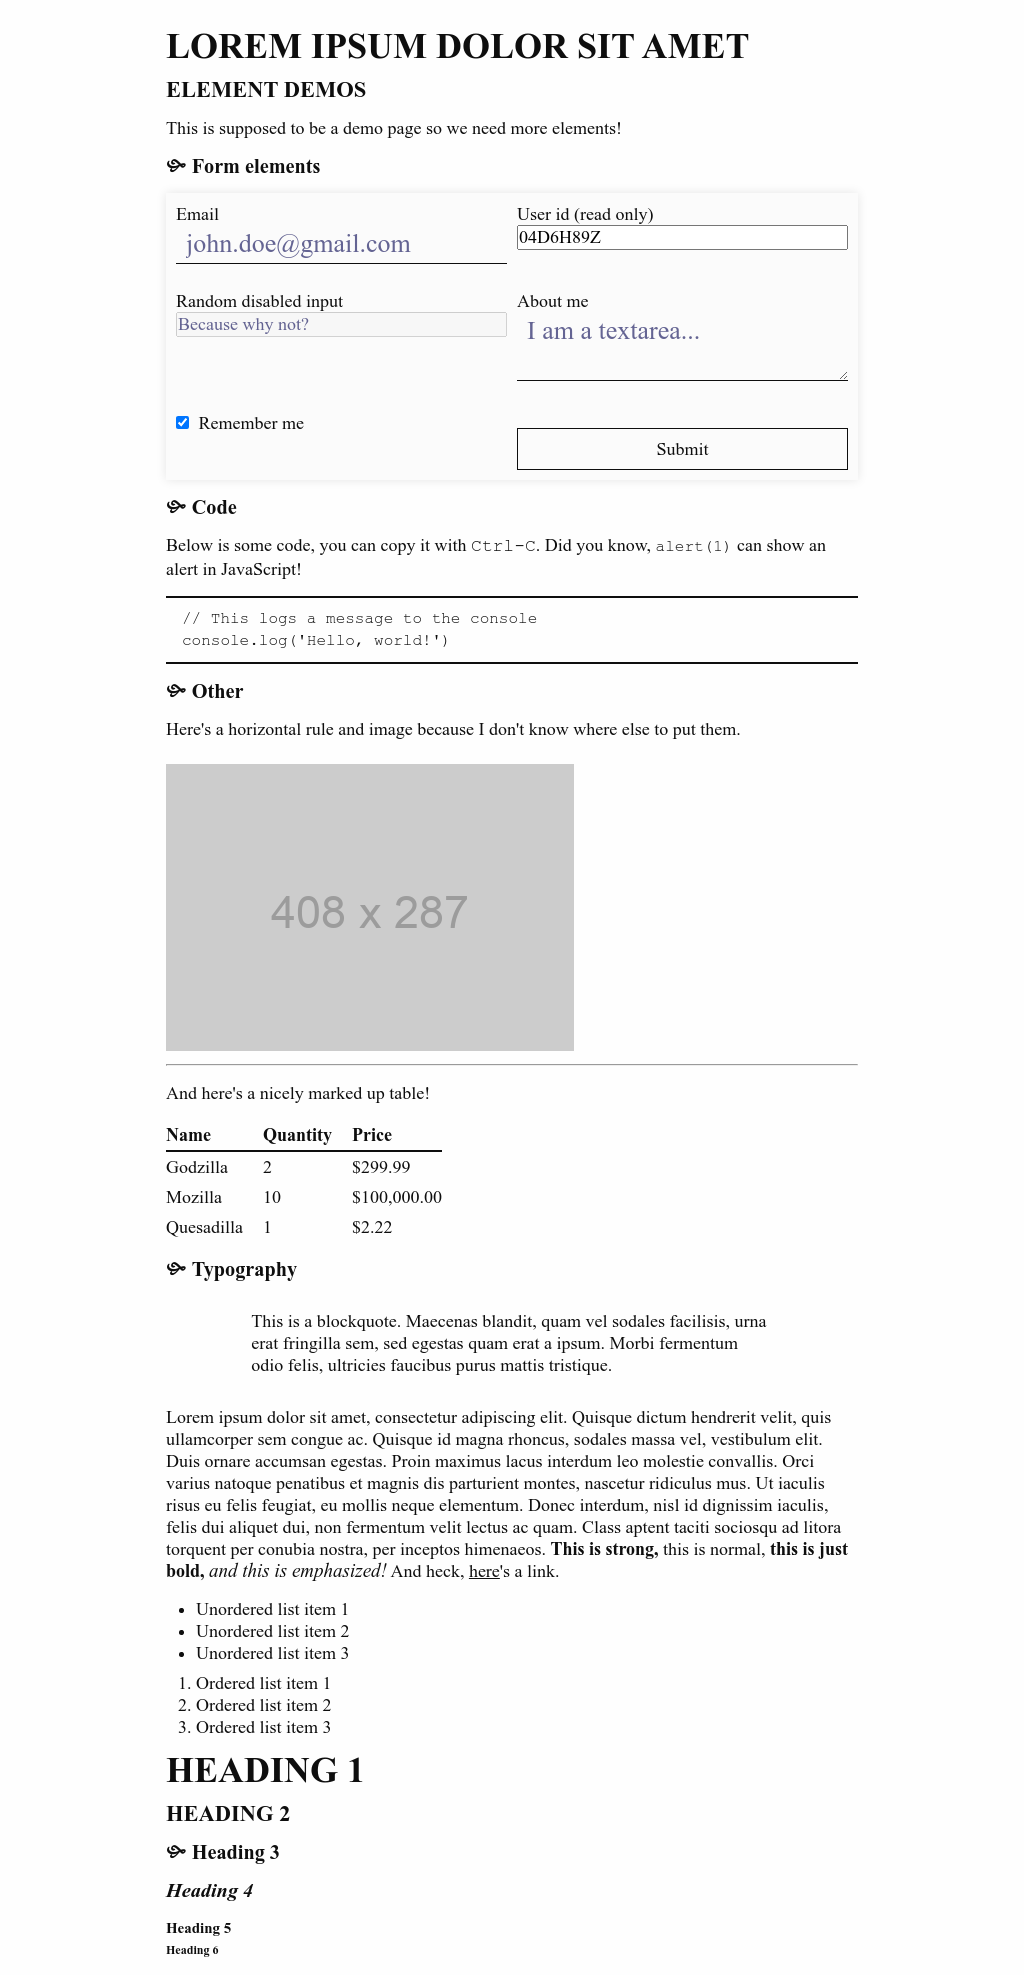 LOREM IPSUM DOLOR SIT AMET
ELEMENT DEMOS
This is supposed to be a demo page so we need more elements!
Form elements
Email
User id (read only)
john.doe@gmail.com
04D6H89Z
Random disabled input
About me
Because why not?
I am a textarea...
Remember me
Submit
Code
Below is some code, you can copy it with Ctrl-C. Did you know, alert(1) can show an
alert in JavaScript!
// This logs a message to the console
console.log('Hello, world!')
Other
Here's a horizontal rule and image because I don't know where else to put them.
408 x 287
And here's a nicely marked up table!
Name Quantity Price
Godzilla 2 $299.99
Mozilla 10 $100,000.00
Quesadilla 1 $2.22
Typography
This is a blockquote. Maecenas blandit, quam vel sodales facilisis, urna
erat fringilla sem, sed egestas quam erat a ipsum. Morbi fermentum
odio felis, ultricies faucibus purus mattis tristique.
Lorem ipsum dolor sit amet, consectetur adipiscing elit. Quisque dictum hendrerit velit, quis
ullamcorper sem congue ac. Quisque id magna rhoncus, sodales massa vel, vestibulum elit.
Duis ornare accumsan egestas. Proin maximus lacus interdum leo molestie convallis. Orci
varius natoque penatibus et magnis dis parturient montes, nascetur ridiculus mus. Ut iaculis
risus eu felis feugiat, eu mollis neque elementum. Donec interdum, nisl id dignissim iaculis,
felis dui aliquet dui, non fermentum velit lectus ac quam. Class aptent taciti sociosqu ad litora
torquent per conubia nostra, per inceptos himenaeos. This is strong, this is normal, this is just
bold, and this is emphasized! And heck, here's a link.
• Unordered list item 1
• Unordered list item 2
• Unordered list item 3
1. Ordered list item 1
2. Ordered list item 2
3. Ordered list item 3
HEADING 1
HEADING 2
Heading 3
Heading 4
Heading 5
Heading 6